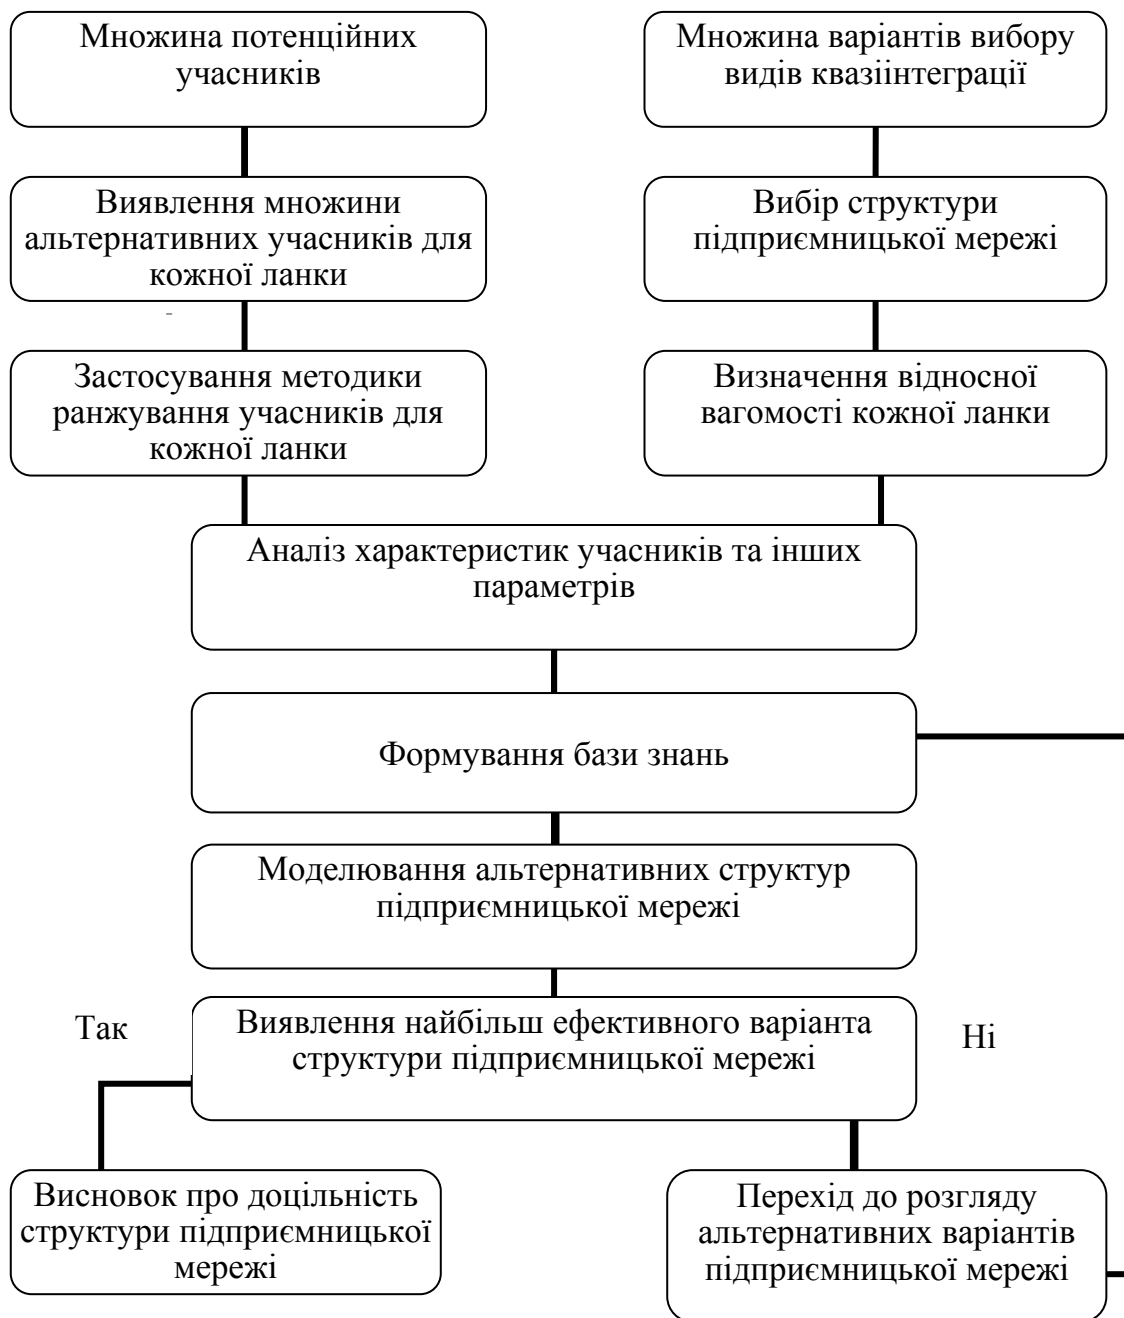 Множина потенційних
учасників
Множина варіантів вибору
видів квазіінтеграції
Виявлення множини
альтернативних учасників для
кожної ланки
Вибір структури
підприємницької мережі
Застосування методики
ранжування учасників для
кожної ланки
Визначення відносної
вагомості кожної ланки
Аналіз характеристик учасників та інших
параметрів
Формування бази знань
Моделювання альтернативних структур
підприємницької мережі
Так
Виявлення найбільш ефективного варіанта
структури підприємницької мережі
Ні
Висновок про доцільність
структури підприємницької
мережі
Перехід до розгляду
альтернативних варіантів
підприємницької мережі